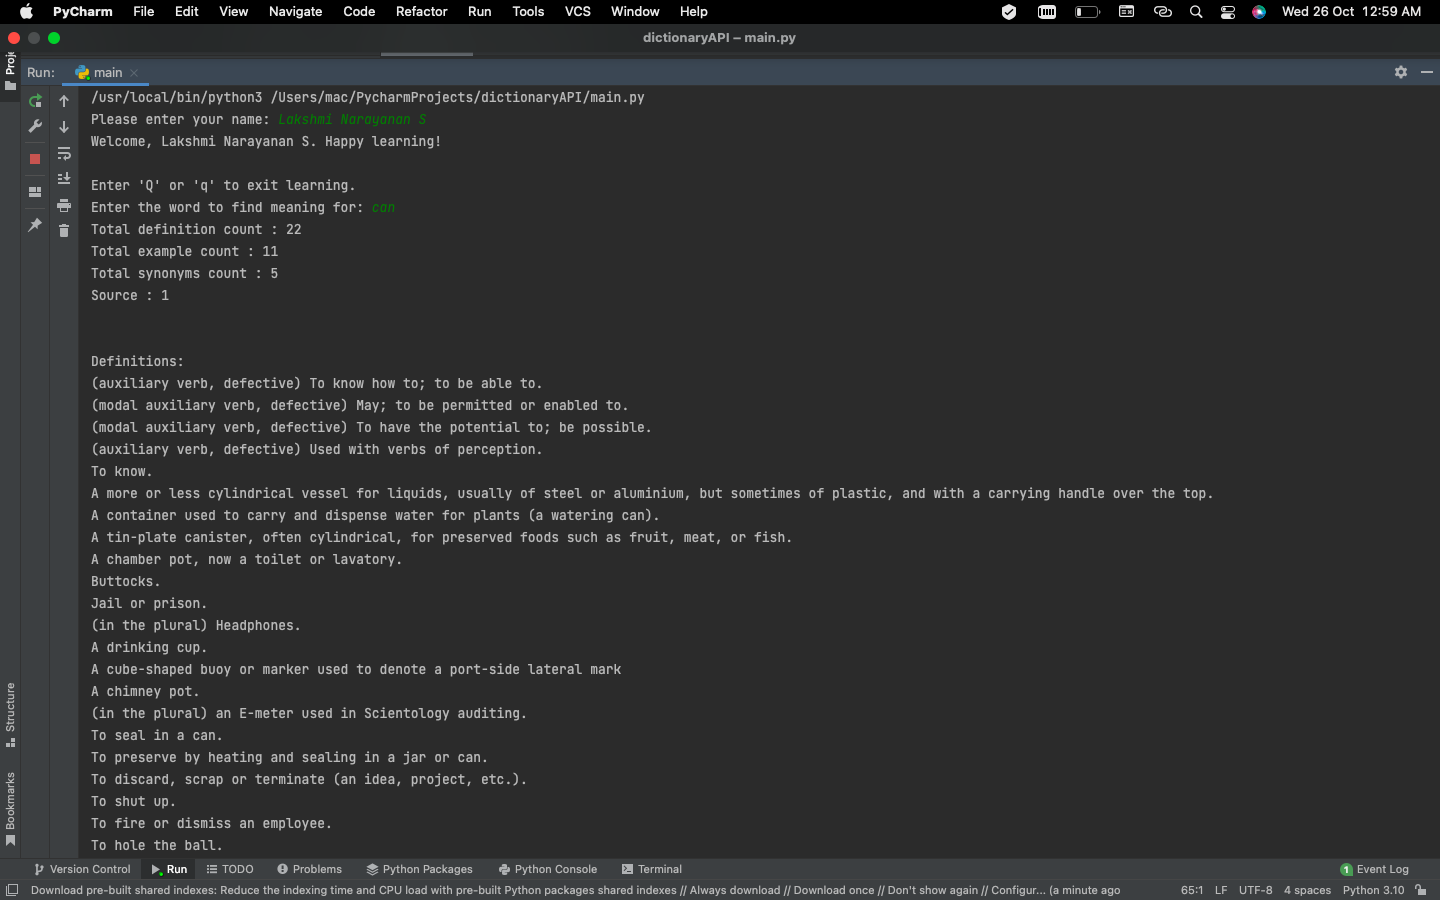 PyCharm File Edit View Navigate Code Refactor Run Tools VCS Window Help Wed 26 Oct 12:59 AM
dictionaryAPI – main.py
Run: main
/usr/local/bin/python3 /Users/mac/PycharmProjects/dictionaryAPI/main.py
Please enter your name: Lakshmi Narayanan S
Welcome, Lakshmi Narayanan S. Happy learning!
Enter 'Q' or 'q' to exit learning.
Enter the word to find meaning for: can
Total definition count : 22
Total example count : 11
Total synonyms count : 5
Source : 1
Definitions:
(auxiliary verb, defective) To know how to; to be able to.
(modal auxiliary verb, defective) May; to be permitted or enabled to.
(modal auxiliary verb, defective) To have the potential to; be possible.
(auxiliary verb, defective) Used with verbs of perception.
To know.
A more or less cylindrical vessel for liquids, usually of steel or aluminium, but sometimes of plastic, and with a carrying handle over the top.
A container used to carry and dispense water for plants (a watering can).
A tin-plate canister, often cylindrical, for preserved foods such as fruit, meat, or fish.
A chamber pot, now a toilet or lavatory.
Buttocks.
Jail or prison.
(in the plural) Headphones.
A drinking cup.
A cube-shaped buoy or marker used to denote a port-side lateral mark
A chimney pot.
(in the plural) an E-meter used in Scientology auditing.
To seal in a can.
To preserve by heating and sealing in a jar or can.
To discard, scrap or terminate (an idea, project, etc.).
To shut up.
To fire or dismiss an employee.
To hole the ball.
Structure
Bookmarks
Version Control Run TODO Problems Python Packages Python Console Terminal 1 Event Log
Download pre-built shared indexes: Reduce the indexing time and CPU load with pre-built Python packages shared indexes // Always download // Download once // Don't show again // Configur... (a minute ago 65:1 LF UTF-8 4 spaces Python 3.10